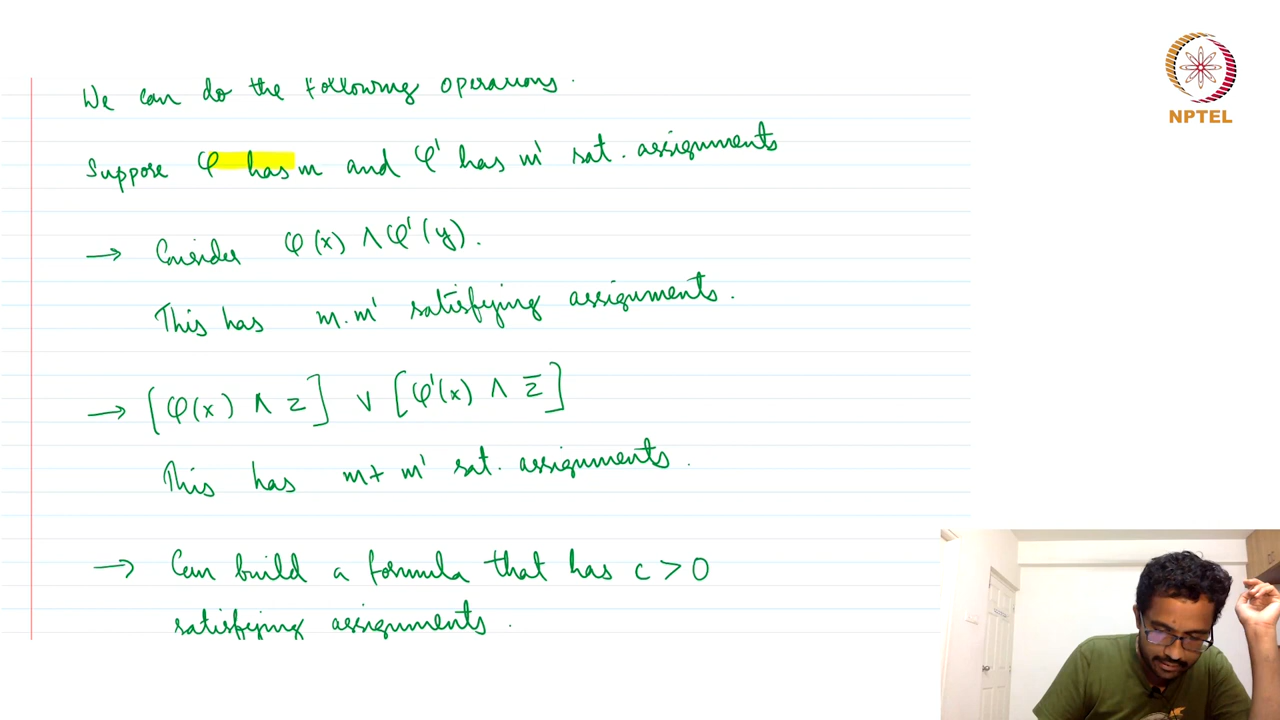 We can do the following operations.
Suppose φ has m and φ' has m' sat. assignments
→ Consider φ(x) ∧ φ'(y).
This has m.m' satisfying assignments.
→ [φ(x) ∧ z] ∨ [φ'(x) ∧ z̅]
This has m+m' sat. assignments.
→ Can build a formula that has c > 0
satisfying assignments.
NPTEL